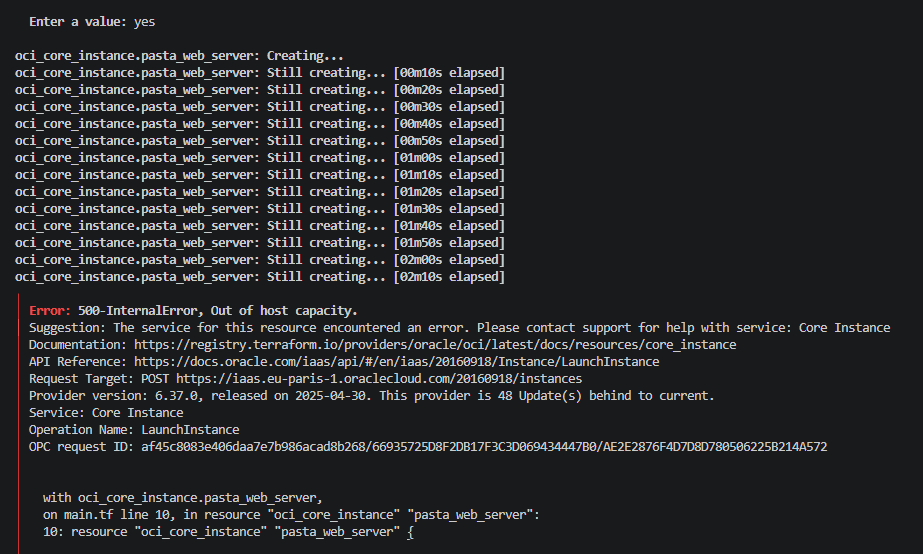 Enter a value: yes
oci_core_instance.pasta_web_server: Creating...
oci_core_instance.pasta_web_server: Still creating... [00m10s elapsed]
oci_core_instance.pasta_web_server: Still creating... [00m20s elapsed]
oci_core_instance.pasta_web_server: Still creating... [00m30s elapsed]
oci_core_instance.pasta_web_server: Still creating... [00m40s elapsed]
oci_core_instance.pasta_web_server: Still creating... [00m50s elapsed]
oci_core_instance.pasta_web_server: Still creating... [01m00s elapsed]
oci_core_instance.pasta_web_server: Still creating... [01m10s elapsed]
oci_core_instance.pasta_web_server: Still creating... [01m20s elapsed]
oci_core_instance.pasta_web_server: Still creating... [01m30s elapsed]
oci_core_instance.pasta_web_server: Still creating... [01m40s elapsed]
oci_core_instance.pasta_web_server: Still creating... [01m50s elapsed]
oci_core_instance.pasta_web_server: Still creating... [02m00s elapsed]
oci_core_instance.pasta_web_server: Still creating... [02m10s elapsed]
Error: 500-InternalError, Out of host capacity.
Suggestion: The service for this resource encountered an error. Please contact support for help with service: Core Instance
Documentation: https://registry.terraform.io/providers/oracle/oci/latest/docs/resources/core_instance
API Reference: https://docs.oracle.com/iaas/api/#/en/iaas/20160918/Instance/LaunchInstance
Request Target: POST https://iaas.eu-paris-1.oraclecloud.com/20160918/instances
Provider version: 6.37.0, released on 2025-04-30. This provider is 48 Update(s) behind to current.
Service: Core Instance
Operation Name: LaunchInstance
OPC request ID: af45c8083e406daa7e7b986acad8b268/66935725D8F2DB17F3C3D069434447B0/AE2E2876F4D7D8D780506225B214A572
with oci_core_instance.pasta_web_server,
on main.tf line 10, in resource "oci_core_instance" "pasta_web_server":
10: resource "oci_core_instance" "pasta_web_server" {